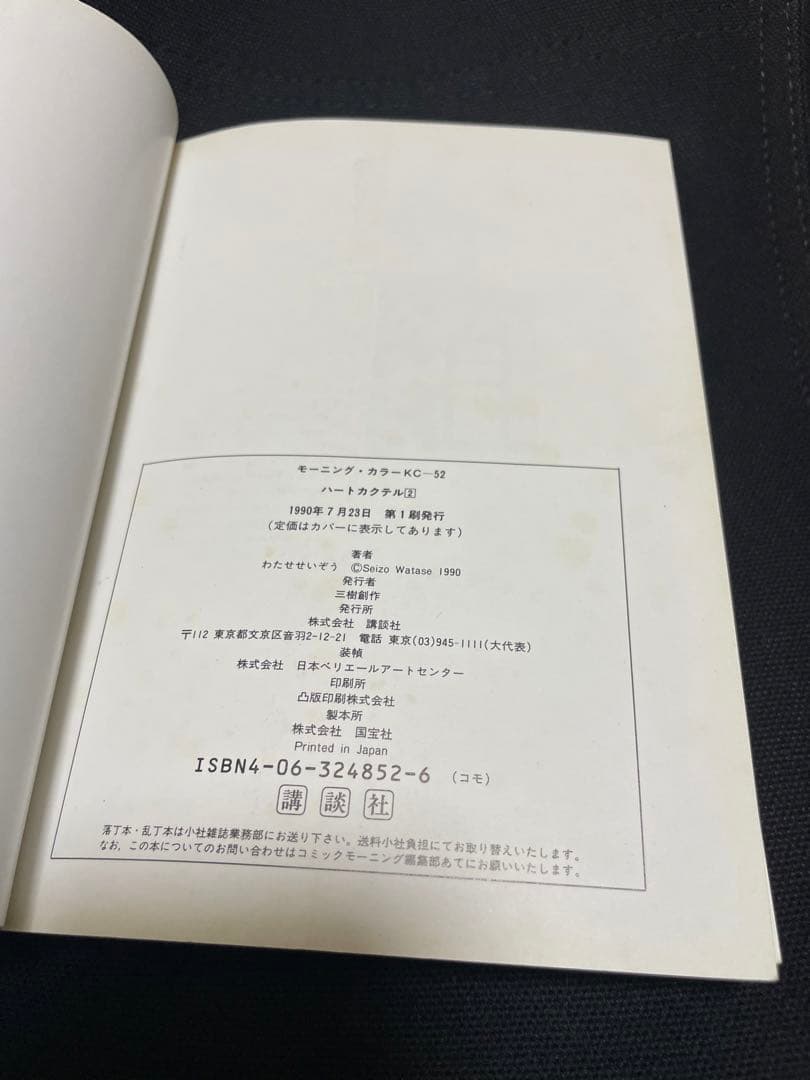 モーニング・カラーKC―52
ハートカクテル2
1990年7月23日 第1刷発行
(定価はカバーに表示してあります)
著者
わたせせいぞう ©Seizo Watase 1990
発行者
三樹創作
発行所
株式会社 講談社
〒112 東京都文京区音羽2-12-21 電話 東京(03)945-1111(大代表)
装幀
株式会社 日本ベリエールアートセンター
印刷所
凸版印刷株式会社
製本所
株式会社 国宝社
Printed in Japan
ISBN4-06-324852-6 (コモ)
講談社
落丁本・乱丁本は小社雑誌業務部にお送り下さい。送料小社負担にてお取り替えいたします。
なお、この本についてのお問い合わせはコミックモーニング編集部あてにお願いいたします。